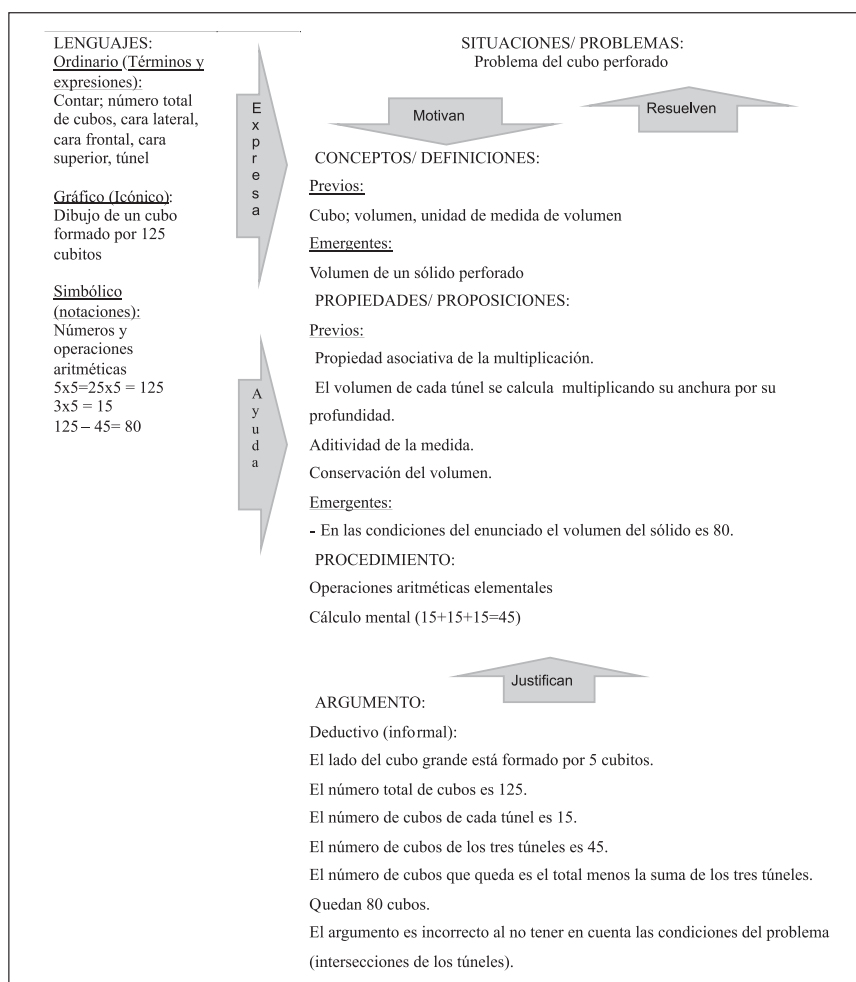 LENGUAJES:
Ordinario (Términos y
expresiones):
Contar; número total
de cubos, cara lateral,
cara frontal, cara
superior, túnel
Gráfico (Icónico):
Dibujo de un cubo
formado por 125
cubitos
Simbólico
(notaciones):
Números y
operaciones
aritméticas
5x5=25x5 = 125
3x5 = 15
125 – 45= 80
Expresa
Ayuda
SITUACIONES/ PROBLEMAS:
Problema del cubo perforado
Motivan
Resuelven
CONCEPTOS/ DEFINICIONES:
Previos:
Cubo; volumen, unidad de medida de volumen
Emergentes:
Volumen de un sólido perforado
PROPIEDADES/ PROPOSICIONES:
Previos:
Propiedad asociativa de la multiplicación.
El volumen de cada túnel se calcula multiplicando su anchura por su
profundidad.
Aditividad de la medida.
Conservación del volumen.
Emergentes:
- En las condiciones del enunciado el volumen del sólido es 80.
PROCEDIMIENTO:
Operaciones aritméticas elementales
Cálculo mental (15+15+15=45)
Justifican
ARGUMENTO:
Deductivo (informal):
El lado del cubo grande está formado por 5 cubitos.
El número total de cubos es 125.
El número de cubos de cada túnel es 15.
El número de cubos de los tres túneles es 45.
El número de cubos que queda es el total menos la suma de los tres túneles.
Quedan 80 cubos.
El argumento es incorrecto al no tener en cuenta las condiciones del problema
(intersecciones de los túneles).